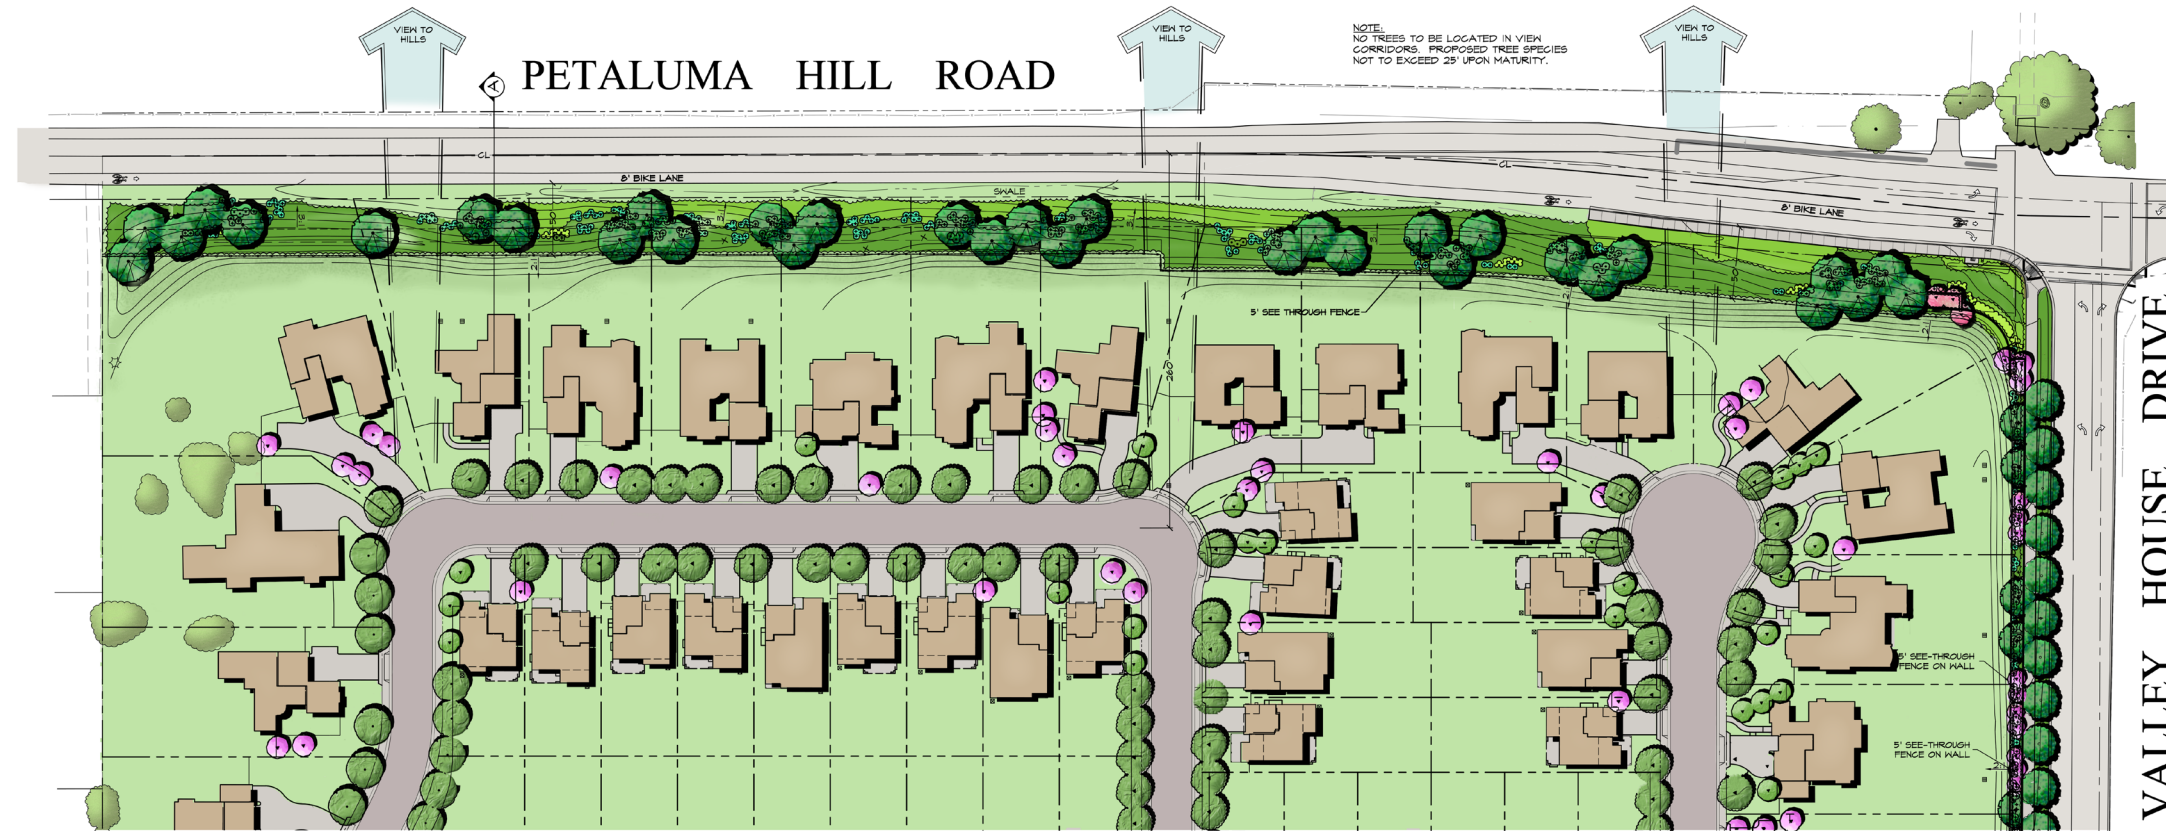 VIEW TO
HILLS
VIEW TO
HILLS
VIEW TO
HILLS
NOTE:
NO TREES TO BE LOCATED IN VIEW
CORRIDORS. PROPOSED TREE SPECIES
NOT TO EXCEED 25' UPON MATURITY.
A
PETALUMA HILL ROAD
CL
CL
8' BIKE LANE
SWALE
8' BIKE LANE
50
5' SEE THROUGH FENCE
260'
VALLEY HOUSE DRIVE
5' SEE-THROUGH
FENCE ON WALL
5' SEE-THROUGH
FENCE ON WALL